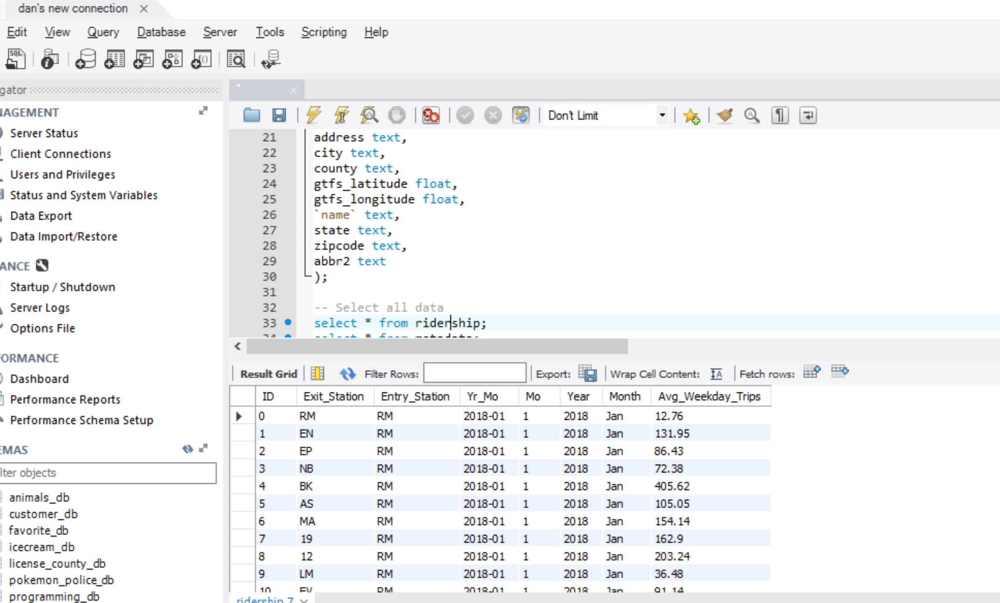 dan's new connection
Edit View Query Database Server Tools Scripting Help
SQL
gator
NAGEMENT
Server Status
Client Connections
Users and Privileges
Status and System Variables
Data Export
Data Import/Restore
ANCE
Startup / Shutdown
Server Logs
Options File
FORMANCE
Dashboard
Performance Reports
Performance Schema Setup
EMAS
lter objects
animals_db
customer_db
favorite_db
icecream_db
license_county_db
pokemon_police_db
programming_db
Don't Limit
21 address text,
22 city text,
23 county text,
24 gtfs_latitude float,
25 gtfs_longitude float,
26 `name` text,
27 state text,
28 zipcode text,
29 abbr2 text
30 );
31
32 -- Select all data
33 select * from ridership;
34 select * from metadata;
Result Grid Filter Rows: Export: Wrap Cell Content: Fetch rows:
ID Exit_Station Entry_Station Yr_Mo Mo Year Month Avg_Weekday_Trips
0 RM RM 2018-01 1 2018 Jan 12.76
1 EN RM 2018-01 1 2018 Jan 131.95
2 EP RM 2018-01 1 2018 Jan 86.43
3 NB RM 2018-01 1 2018 Jan 72.38
4 BK RM 2018-01 1 2018 Jan 405.62
5 AS RM 2018-01 1 2018 Jan 105.05
6 MA RM 2018-01 1 2018 Jan 154.14
7 19 RM 2018-01 1 2018 Jan 162.9
8 12 RM 2018-01 1 2018 Jan 203.24
9 LM RM 2018-01 1 2018 Jan 36.48
10 FV RM 2018-01 1 2018 Jan 91.14
ridership 7